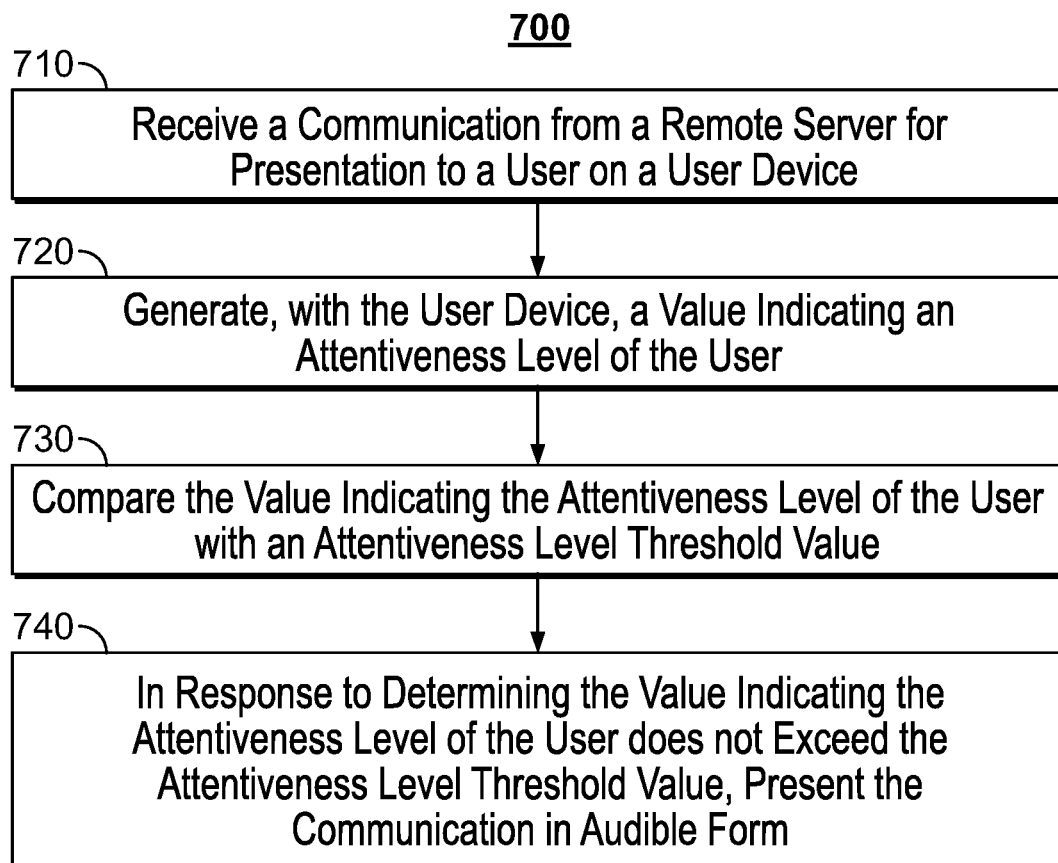 700
710
Receive a Communication from a Remote Server for
Presentation to a User on a User Device
720
Generate, with the User Device, a Value Indicating an
Attentiveness Level of the User
730
Compare the Value Indicating the Attentiveness Level of the User
with an Attentiveness Level Threshold Value
740
In Response to Determining the Value Indicating the
Attentiveness Level of the User does not Exceed the
Attentiveness Level Threshold Value, Present the
Communication in Audible Form